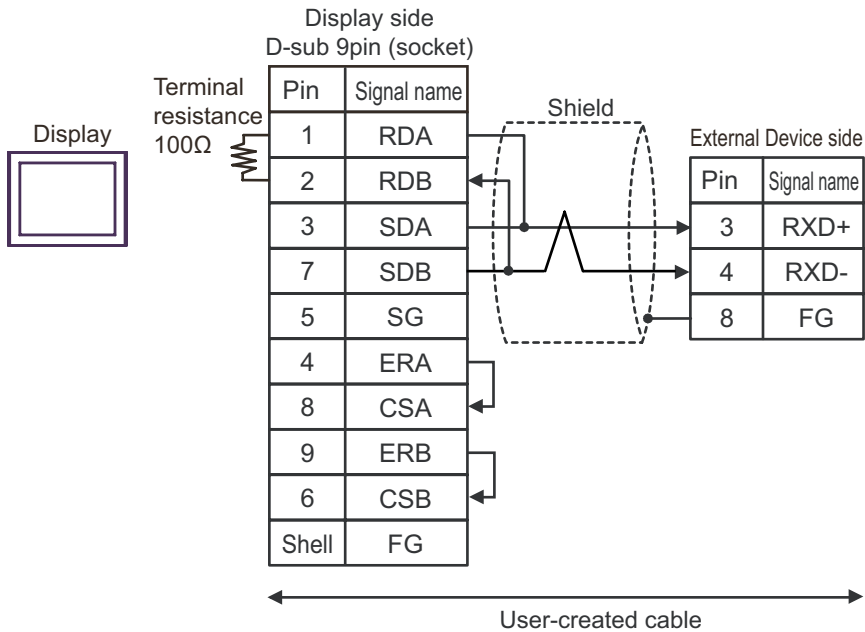 Display side
D-sub 9pin (socket)
Terminal
resistance
100Ω
Display
Pin Signal name
1 RDA
2 RDB
3 SDA
7 SDB
5 SG
4 ERA
8 CSA
9 ERB
6 CSB
Shell FG
Shield
External Device side
Pin Signal name
3 RXD+
4 RXD-
8 FG
User-created cable